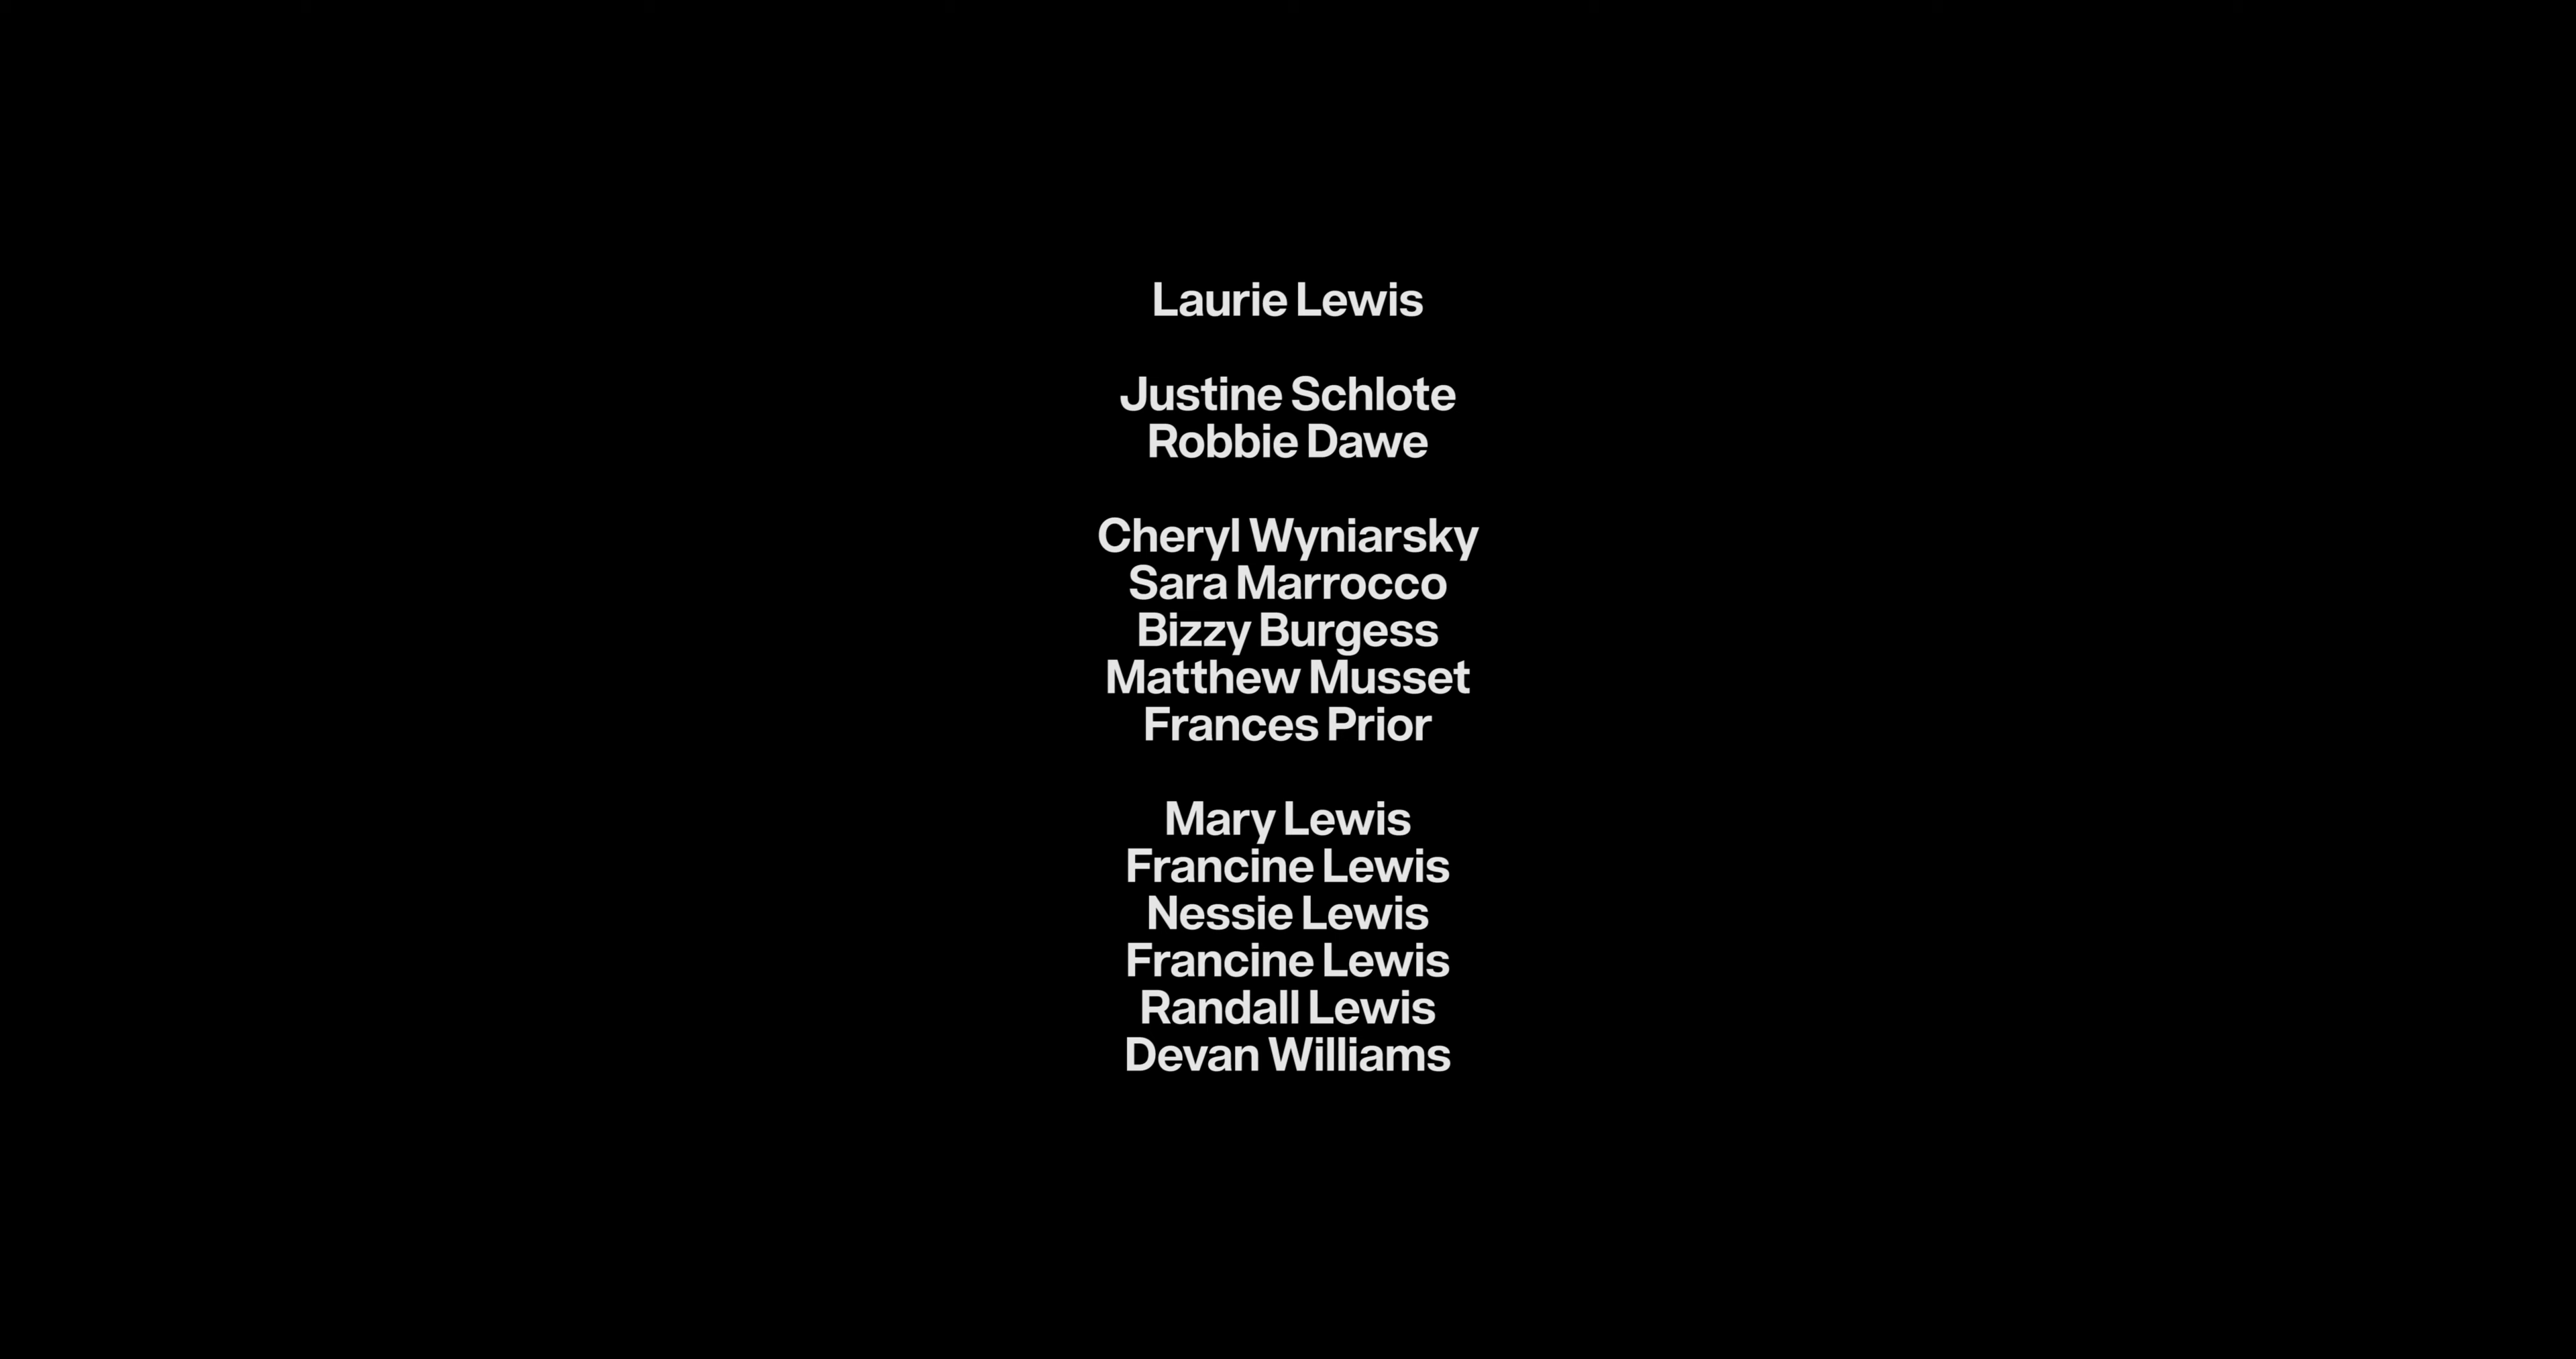 Laurie Lewis
Justine Schlote
Robbie Dawe
Cheryl Wyniarsky
Sara Marrocco
Bizzy Burgess
Matthew Musset
Frances Prior
Mary Lewis
Francine Lewis
Nessie Lewis
Francine Lewis
Randall Lewis
Devan Williams